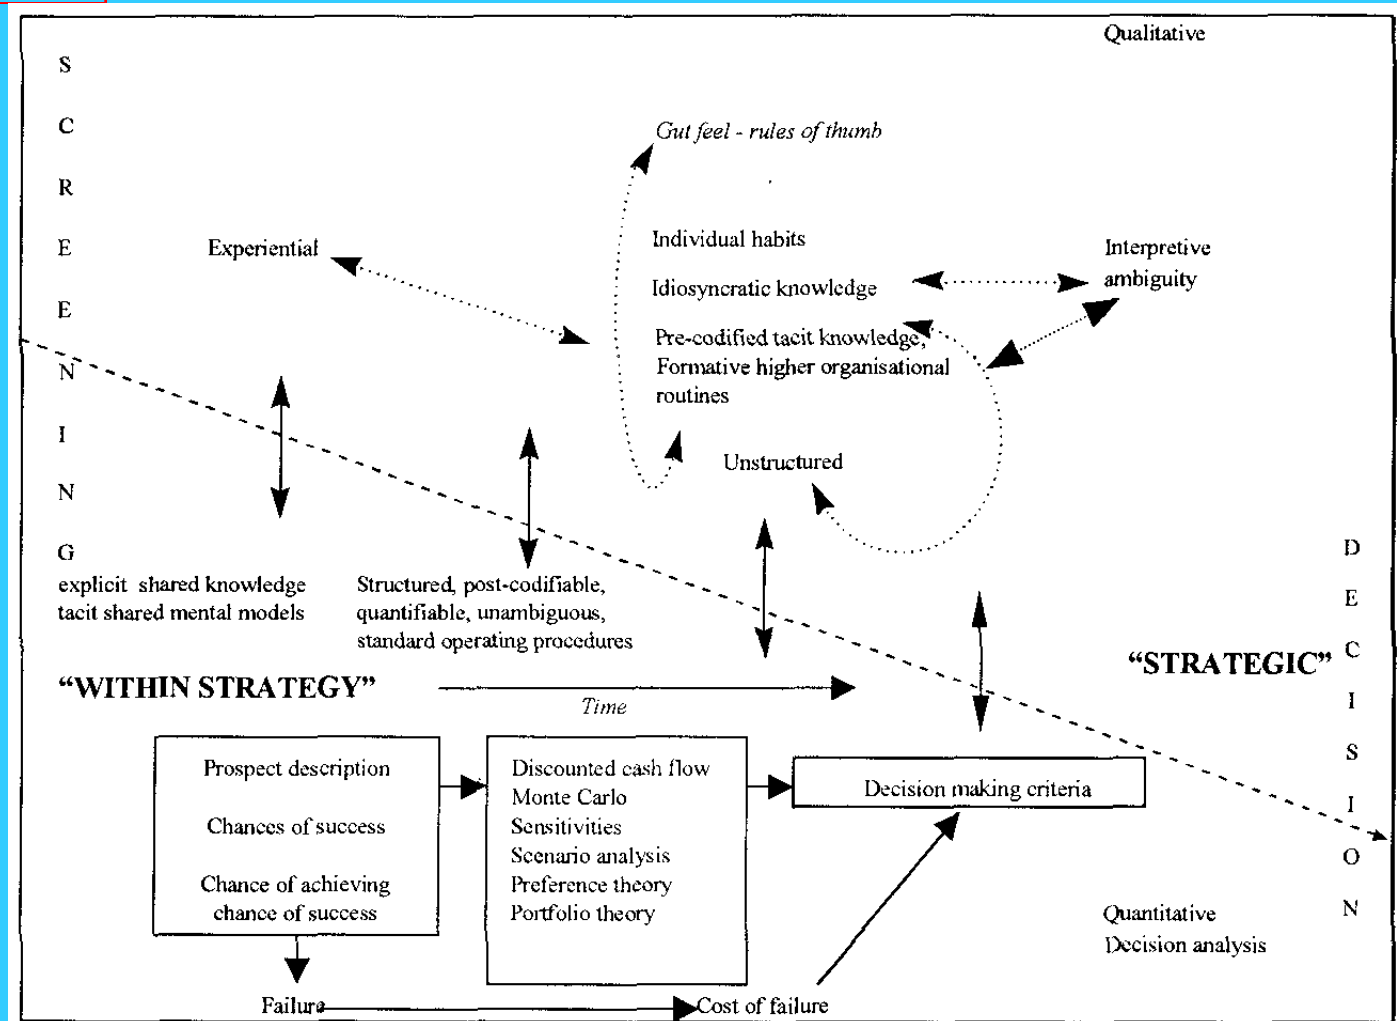 Qualitative
SCREENING
Gut feel - rules of thumb
Experiential
Individual habits
Idiosyncratic knowledge
Pre-codified tacit knowledge,
Formative higher organisational
routines
Interpretive
ambiguity
Unstructured
explicit shared knowledge
tacit shared mental models
Structured, post-codifiable,
quantifiable, unambiguous,
standard operating procedures
DECISION
“WITHIN STRATEGY”
Time
“STRATEGIC”
Prospect description
Chances of success
Chance of achieving
chance of success
Discounted cash flow
Monte Carlo
Sensitivities
Scenario analysis
Preference theory
Portfolio theory
Decision making criteria
Quantitative
Decision analysis
Failure
Cost of failure